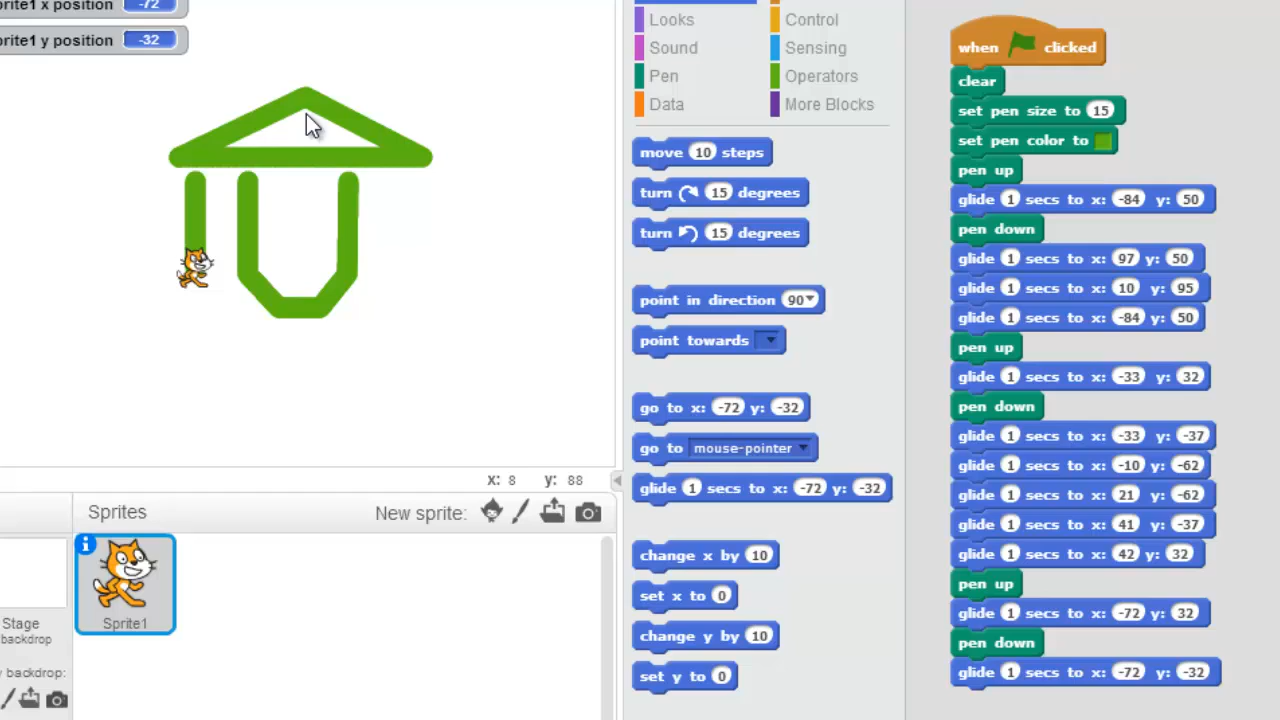 rite1 x position -72
rite1 y position -32
x: 8 y: 88
Sprites New sprite:
Sprite1
Stage
backdrop
backdrop:
Looks Control
Sound Sensing
Pen Operators
Data More Blocks
move 10 steps
turn 15 degrees
turn 15 degrees
point in direction 90
point towards
go to x: -72 y: -32
go to mouse-pointer
glide 1 secs to x: -72 y: -32
change x by 10
set x to 0
change y by 10
set y to 0
when clicked
clear
set pen size to 15
set pen color to
pen up
glide 1 secs to x: -84 y: 50
pen down
glide 1 secs to x: 97 y: 50
glide 1 secs to x: 10 y: 95
glide 1 secs to x: -84 y: 50
pen up
glide 1 secs to x: -33 y: 32
pen down
glide 1 secs to x: -33 y: -37
glide 1 secs to x: -10 y: -62
glide 1 secs to x: 21 y: -62
glide 1 secs to x: 41 y: -37
glide 1 secs to x: 42 y: 32
pen up
glide 1 secs to x: -72 y: 32
pen down
glide 1 secs to x: -72 y: -32